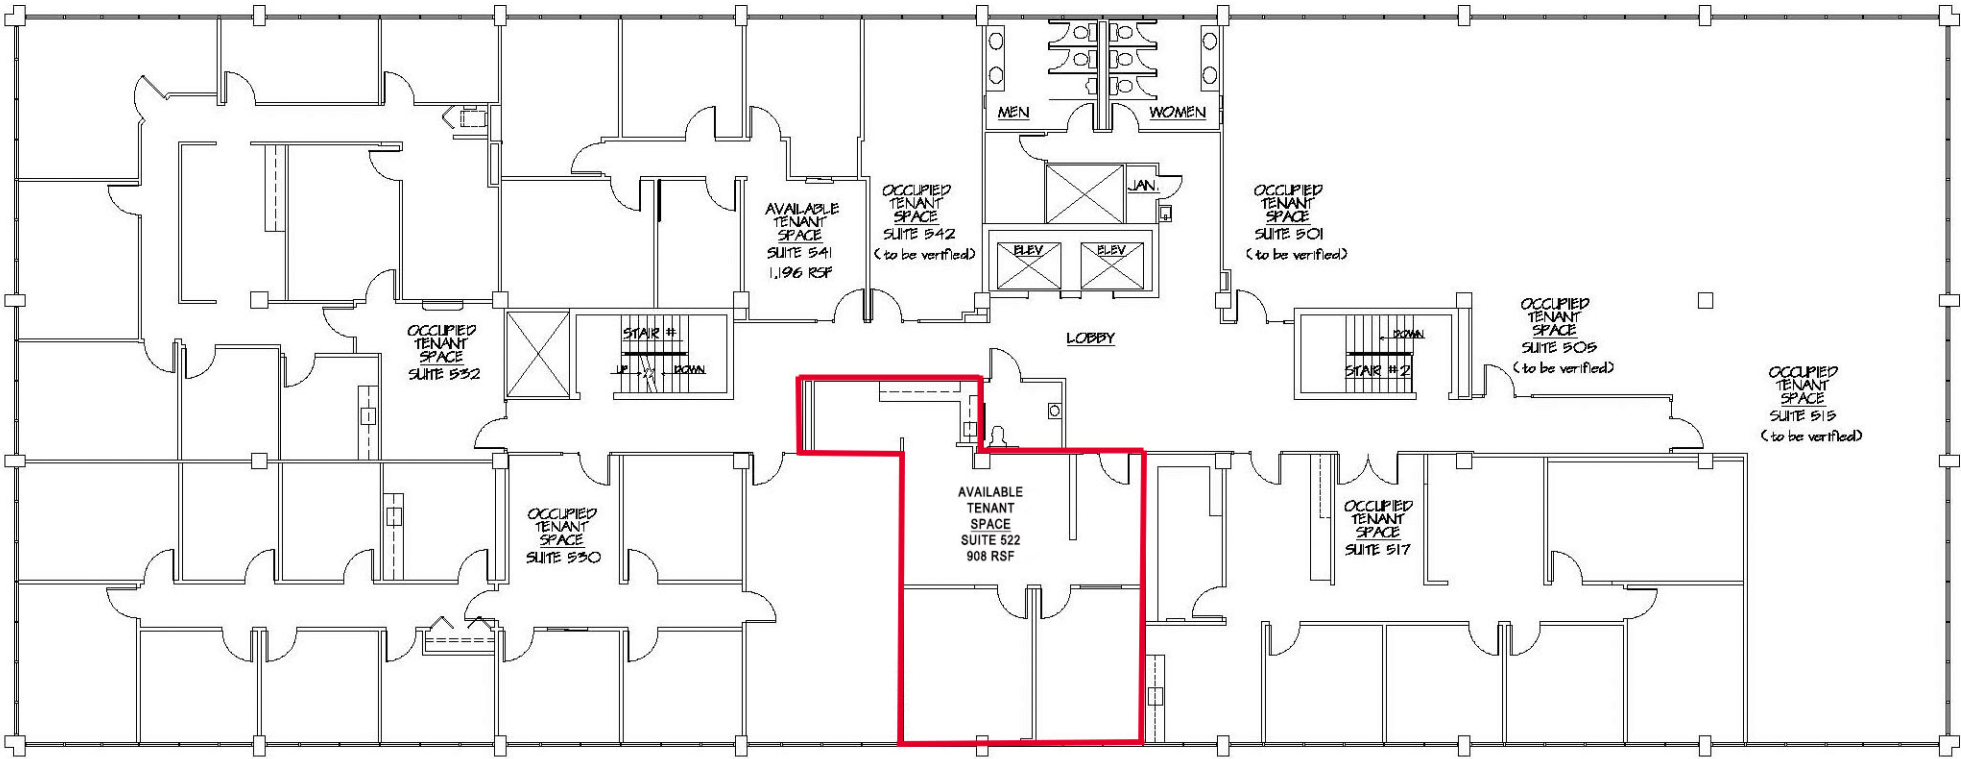 MEN
WOMEN
JAN.
AVAILABLE
TENANT
SPACE
SUITE 541
1,196 RSF
OCCUPIED
TENANT
SPACE
SUITE 542
(to be verified)
ELEV
ELEV
OCCUPIED
TENANT
SPACE
SUITE 501
(to be verified)
OCCUPIED
TENANT
SPACE
SUITE 532
STAIR #
UP
DOWN
LOBBY
DOWN
STAIR #2
OCCUPIED
TENANT
SPACE
SUITE 505
(to be verified)
OCCUPIED
TENANT
SPACE
SUITE 515
(to be verified)
OCCUPIED
TENANT
SPACE
SUITE 530
AVAILABLE
TENANT
SPACE
SUITE 522
908 RSF
OCCUPIED
TENANT
SPACE
SUITE 517